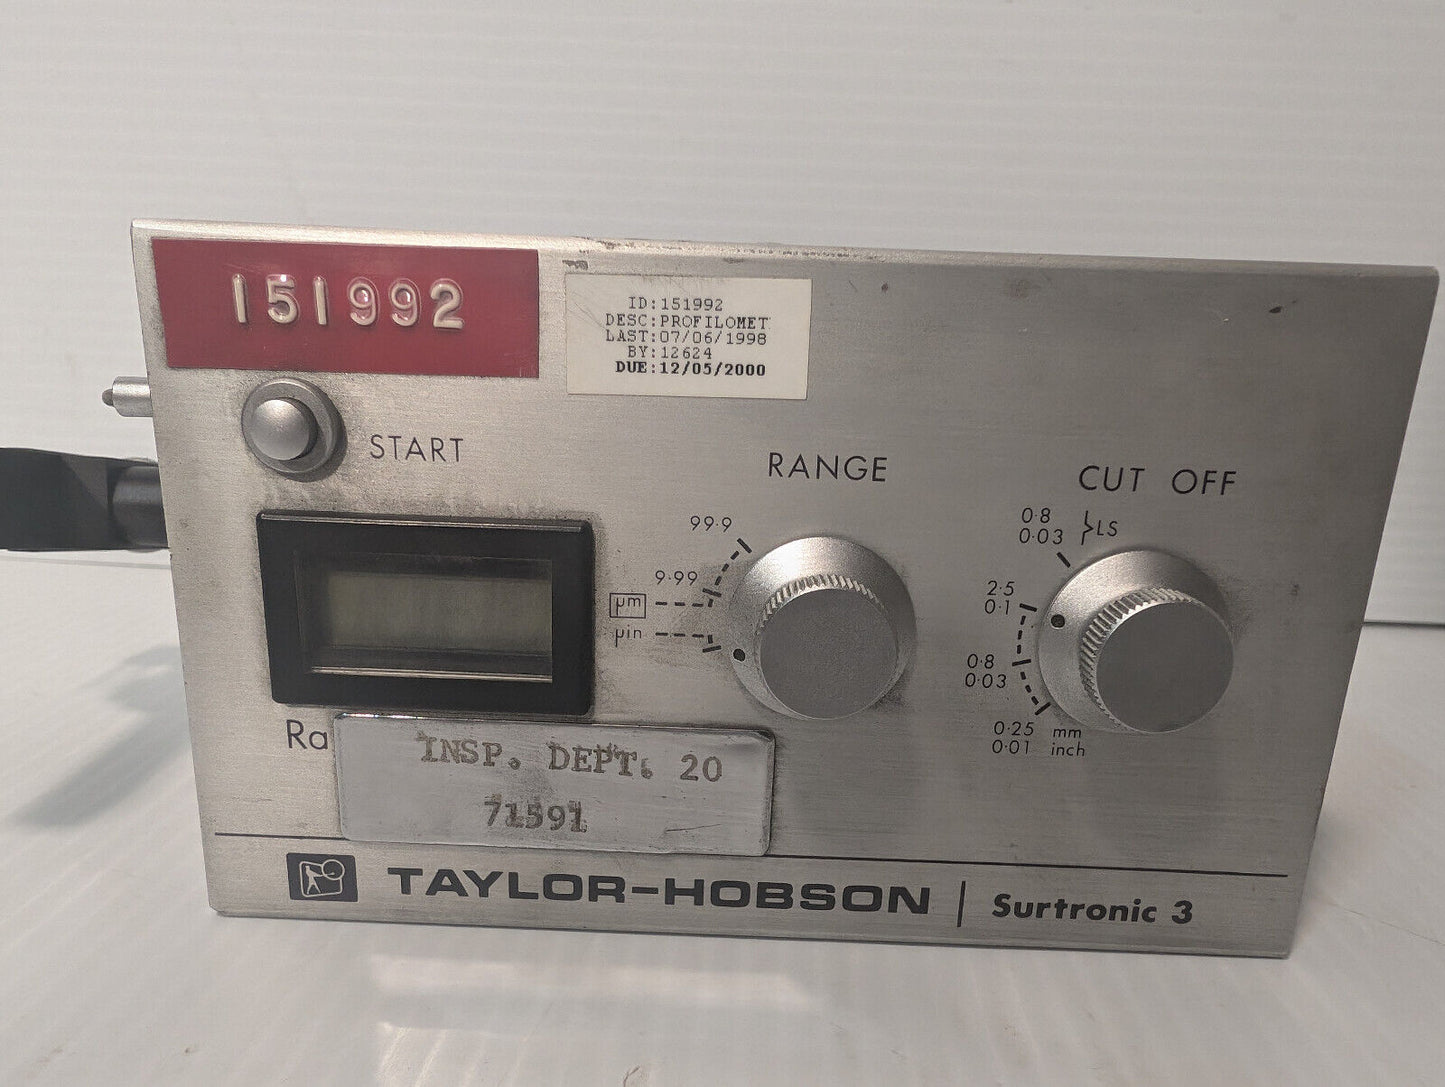 151992
ID:151992
DESC:PROFILOMET
LAST:07/06/1998
BY:12624
DUE:12/05/2000
START
RANGE
99·9
9·99
µm
µin
CUT OFF
0·8
0·03
LS
2·5
0·1
0·8
0·03
0·25 mm
0·01 inch
Ra
INSP. DEPT. 20
71591
TAYLOR-HOBSON
Surtronic 3